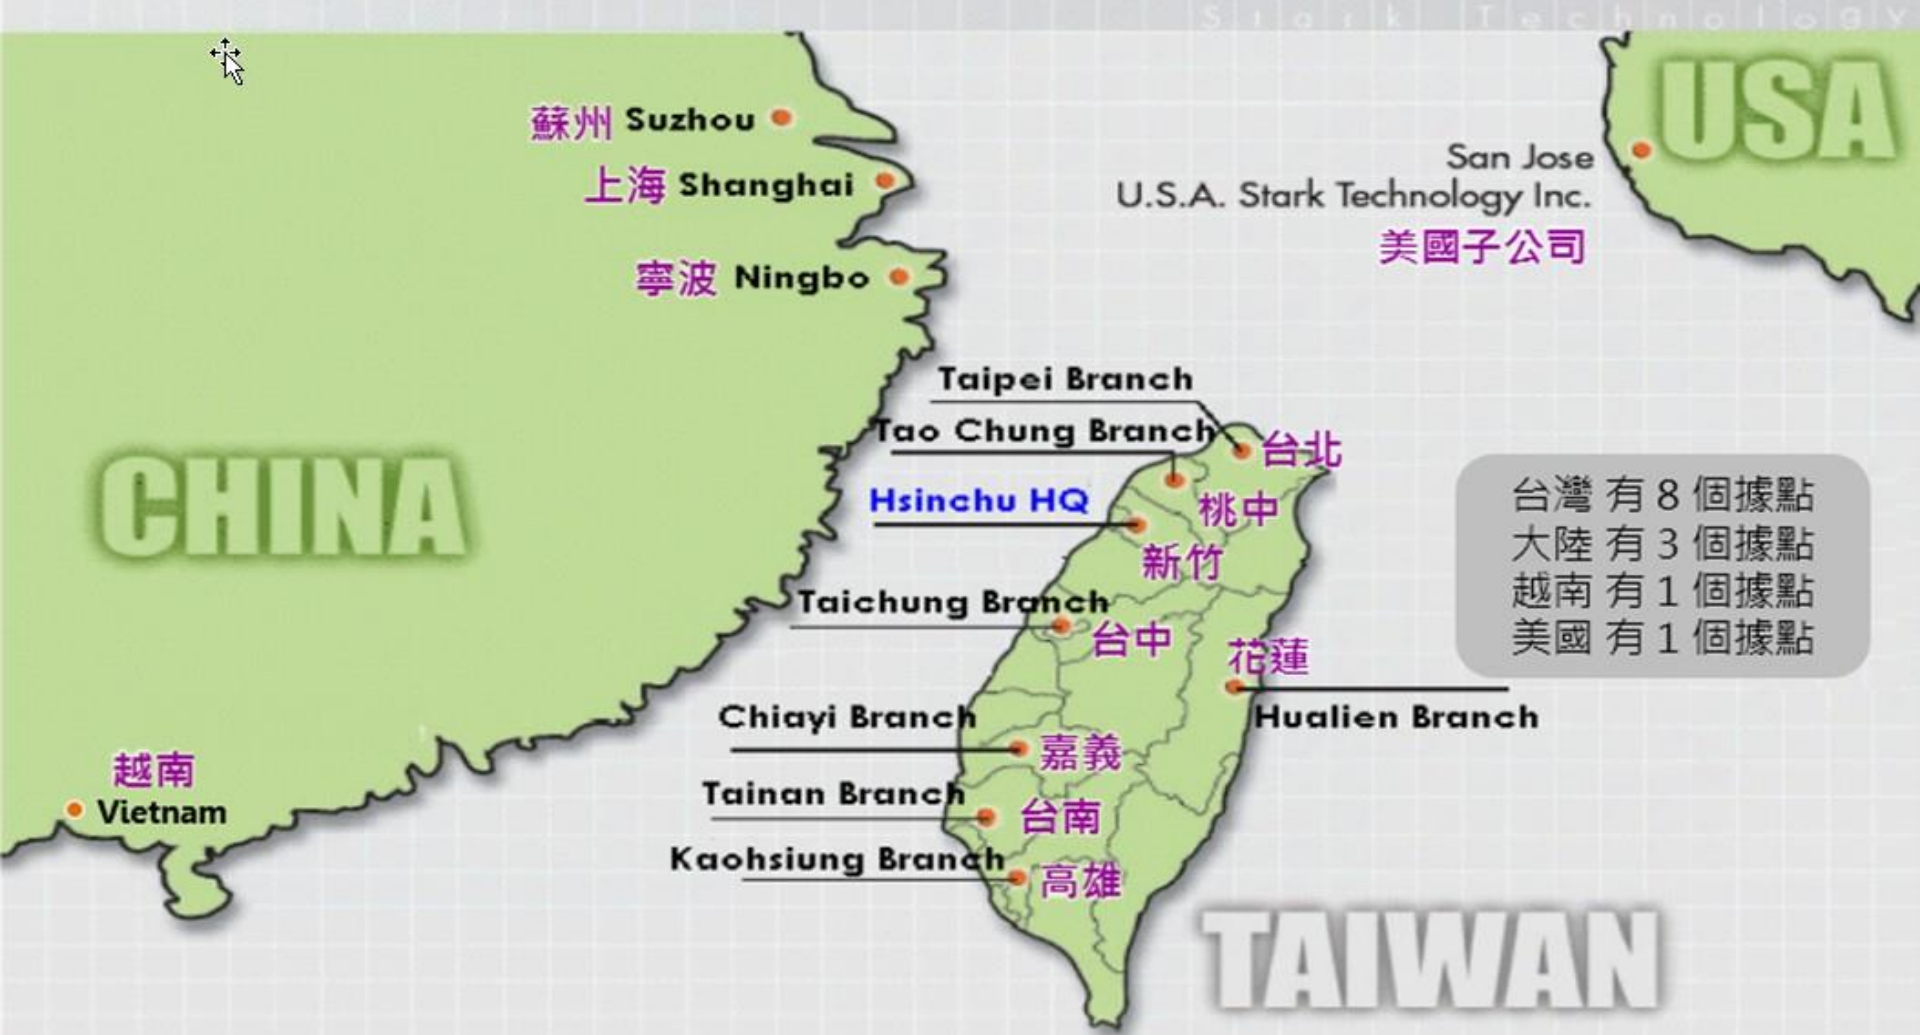 Stark Technology
USA
蘇州 Suzhou
上海 Shanghai
San Jose
U.S.A. Stark Technology Inc.
美國子公司
寧波 Ningbo
Taipei Branch
Tao Chung Branch
台北
Hsinchu HQ
桃中
新竹
CHINA
台灣 有 8 個據點
大陸 有 3 個據點
越南 有 1 個據點
美國 有 1 個據點
Taichung Branch
台中
花蓮
Hualien Branch
Chiayi Branch
嘉義
越南
Vietnam
Tainan Branch
台南
Kaohsiung Branch
高雄
TAIWAN